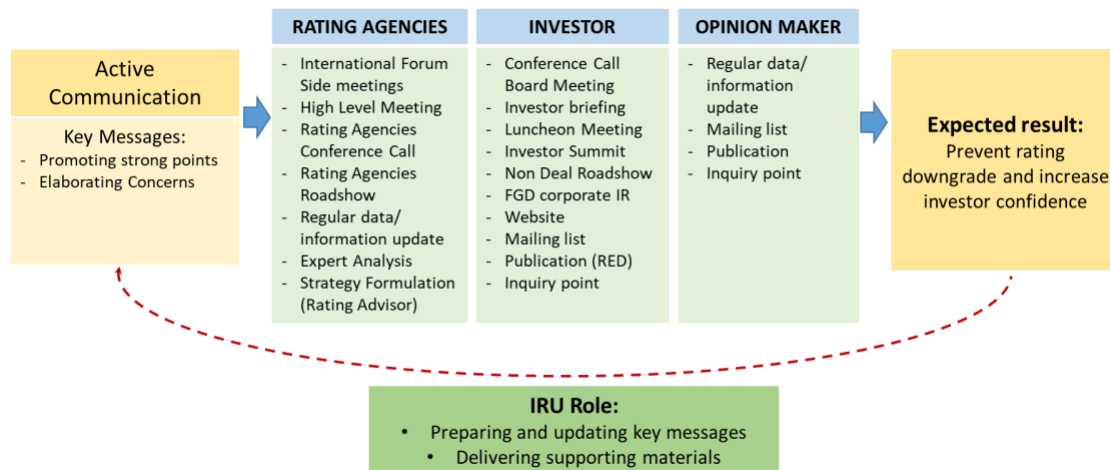 Active
Communication
Key Messages:
- Promoting strong points
- Elaborating Concerns
RATING AGENCIES
- International Forum
Side meetings
- High Level Meeting
- Rating Agencies
Conference Call
- Rating Agencies
Roadshow
- Regular data/
information update
- Expert Analysis
- Strategy Formulation
(Rating Advisor)
INVESTOR
- Conference Call
Board Meeting
- Investor briefing
- Luncheon Meeting
- Investor Summit
- Non Deal Roadshow
- FGD corporate IR
- Website
- Mailing list
- Publication (RED)
- Inquiry point
OPINION MAKER
- Regular data/
information
update
- Mailing list
- Publication
- Inquiry point
Expected result:
Prevent rating
downgrade and increase
investor confidence
IRU Role:
• Preparing and updating key messages
• Delivering supporting materials